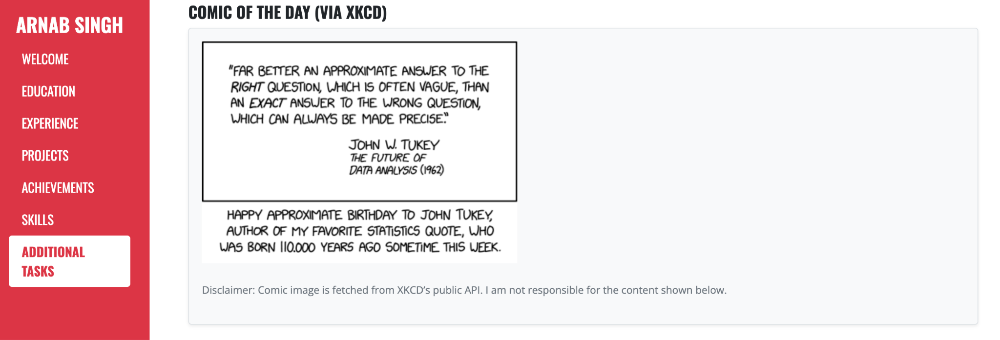 ARNAB SINGH
WELCOME
EDUCATION
EXPERIENCE
PROJECTS
ACHIEVEMENTS
SKILLS
ADDITIONAL
TASKS
COMIC OF THE DAY (VIA XKCD)
"FAR BETTER AN APPROXIMATE ANSWER TO THE
RIGHT QUESTION, WHICH IS OFTEN VAGUE, THAN
AN EXACT ANSWER TO THE WRONG QUESTION,
WHICH CAN ALWAYS BE MADE PRECISE."
JOHN W. TUKEY
THE FUTURE OF
DATA ANALYSIS (1962)
HAPPY APPROXIMATE BIRTHDAY TO JOHN TUKEY,
AUTHOR OF MY FAVORITE STATISTICS QUOTE, WHO
WAS BORN 110.000 YEARS AGO SOMETIME THIS WEEK.
Disclaimer: Comic image is fetched from XKCD’s public API. I am not responsible for the content shown below.